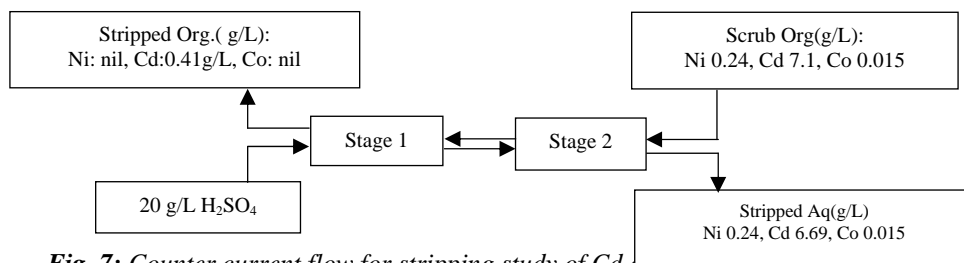 Stripped Org.( g/L):
Ni: nil, Cd:0.41g/L, Co: nil
Scrub Org(g/L):
Ni 0.24, Cd 7.1, Co 0.015
Stage 1
Stage 2
20 g/L H₂SO₄
Stripped Aq(g/L)
Ni 0.24, Cd 6.69, Co 0.015
Fig. 7: Counter current flow for stripping study of Cd